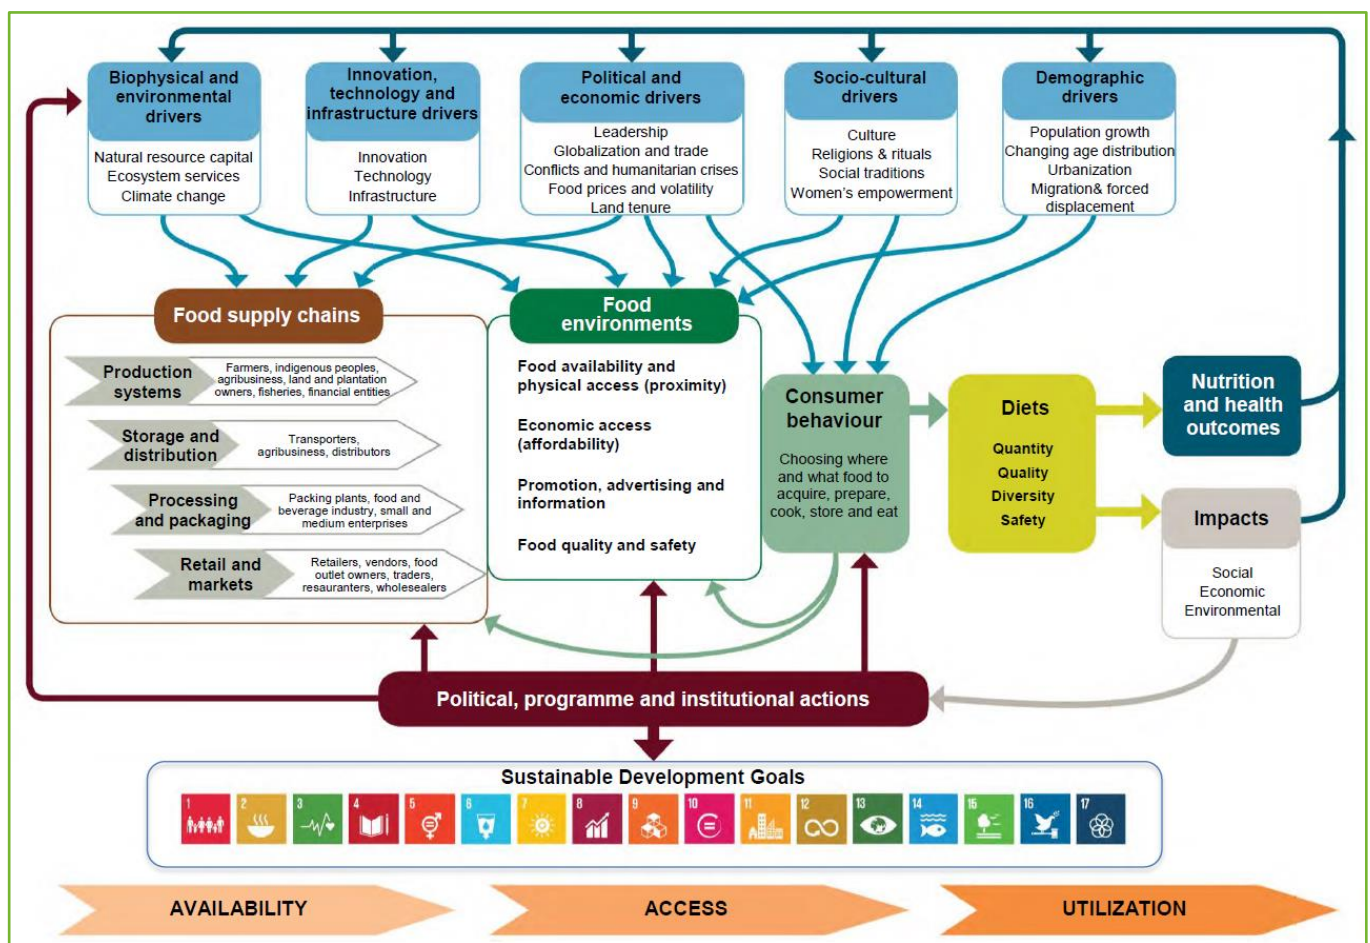 Biophysical and
environmental
drivers
Natural resource capital
Ecosystem services
Climate change
Innovation,
technology and
infrastructure drivers
Innovation
Technology
Infrastructure
Political and
economic drivers
Leadership
Globalization and trade
Conflicts and humanitarian crises
Food prices and volatility
Land tenure
Socio-cultural
drivers
Culture
Religions & rituals
Social traditions
Women's empowerment
Demographic
drivers
Population growth
Changing age distribution
Urbanization
Migration& forced
displacement
Food supply chains
Production
systems
Farmers, indigenous peoples,
agribusiness, land and plantation
owners, fisheries, financial entities
Storage and
distribution
Transporters,
agribusiness, distributors
Processing
and packaging
Packing plants, food and
beverage industry, small and
medium enterprises
Retail and
markets
Retailers, vendors, food
outlet owners, traders,
resauranters, wholesealers
Food
environments
Food availability and
physical access (proximity)
Economic access
(affordability)
Promotion, advertising and
information
Food quality and safety
Consumer
behaviour
Choosing where
and what food to
acquire, prepare,
cook, store and eat
Diets
Quantity
Quality
Diversity
Safety
Nutrition
and health
outcomes
Impacts
Social
Economic
Environmental
Political, programme and institutional actions
Sustainable Development Goals
1 2 3 4 5 6 7 8 9 10 11 12 13 14 15 16 17
AVAILABILITY
ACCESS
UTILIZATION